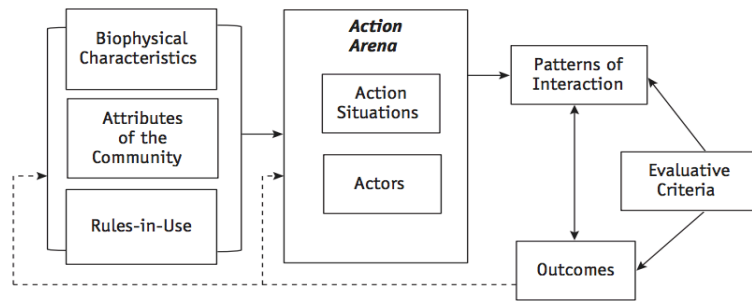 Biophysical
Characteristics
Attributes
of the
Community
Rules-in-Use
Action
Arena
Action
Situations
Actors
Patterns of
Interaction
Evaluative
Criteria
Outcomes